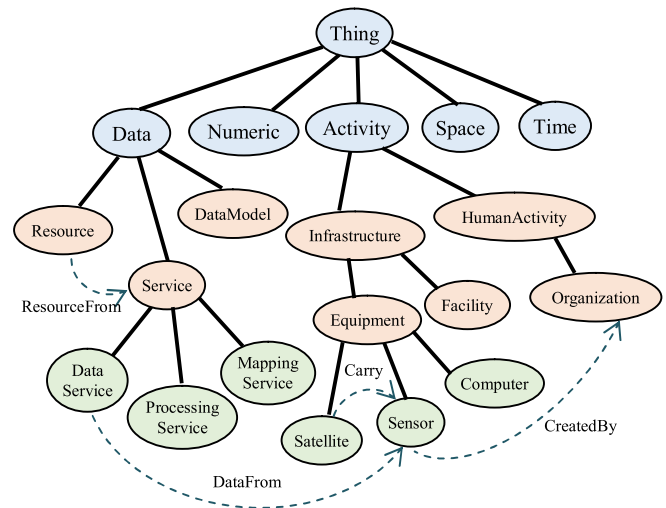 Thing
Data
Numeric
Activity
Space
Time
Resource
DataModel
Infrastructure
HumanActivity
ResourceFrom
Service
Equipment
Facility
Organization
Data
Service
Processing
Service
Mapping
Service
Carry
Computer
Satellite
Sensor
CreatedBy
DataFrom